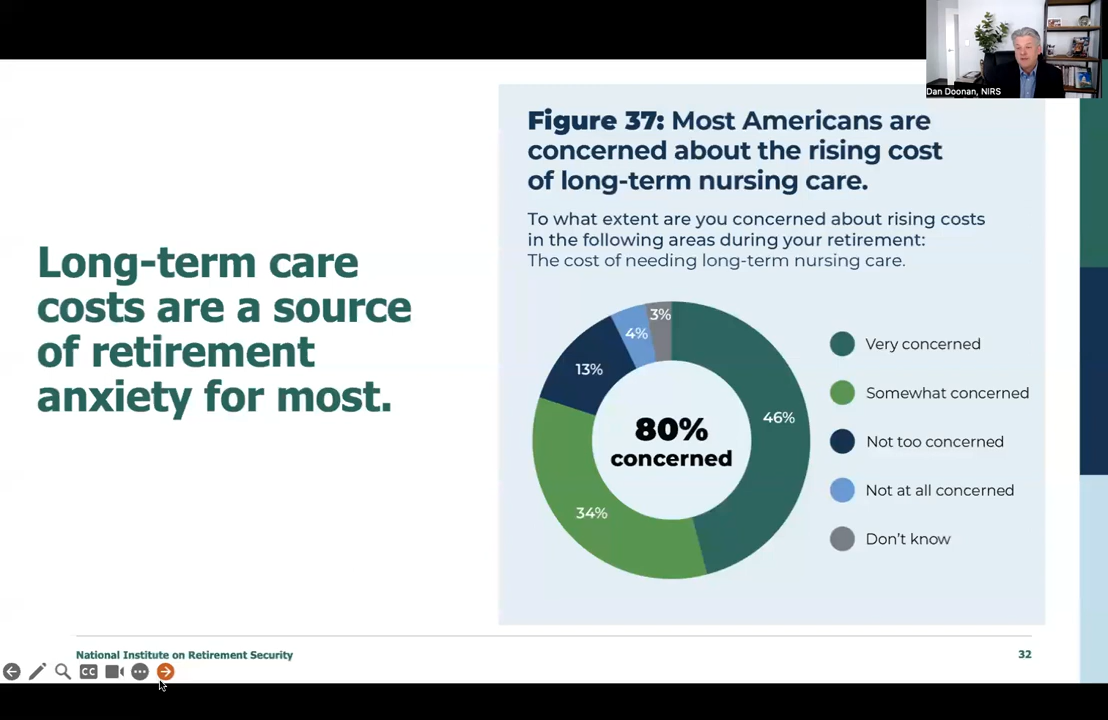 Dan Doonan, NIRS
Long-term care
costs are a source
of retirement
anxiety for most.
Figure 37: Most Americans are
concerned about the rising cost
of long-term nursing care.
To what extent are you concerned about rising costs
in the following areas during your retirement:
The cost of needing long-term nursing care.
3%
4%
13%
46%
34%
80%
concerned
Very concerned
Somewhat concerned
Not too concerned
Not at all concerned
Don't know
National Institute on Retirement Security
32
CC